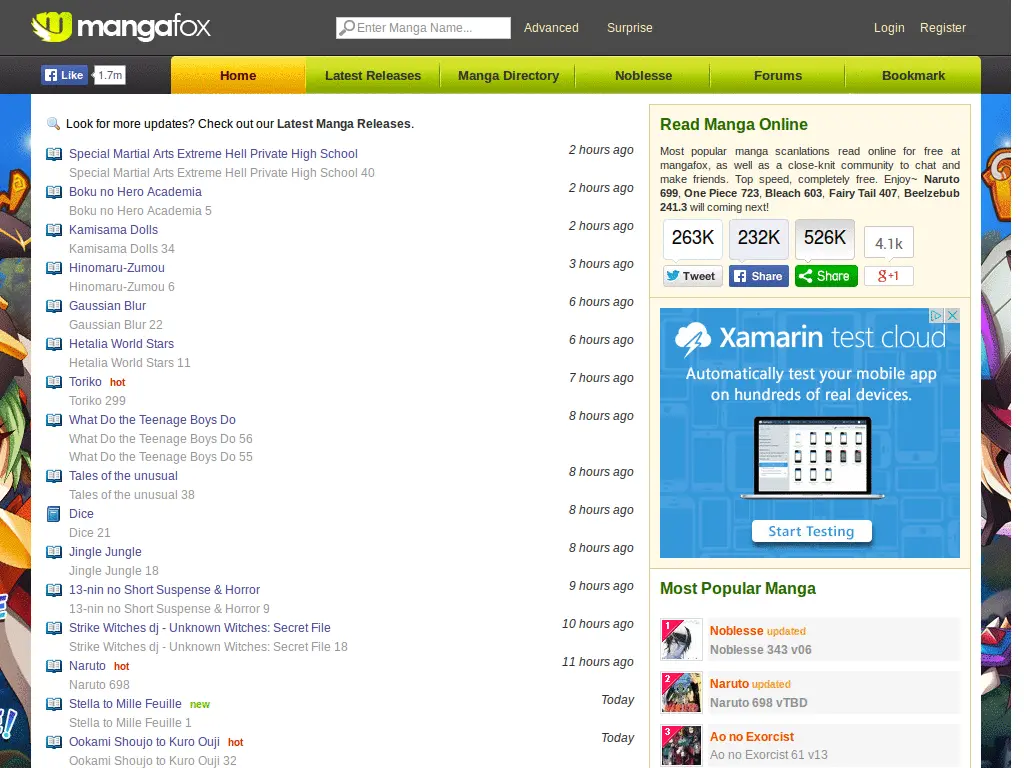 mangafox
Enter Manga Name...
Advanced
Surprise
Login
Register
Like
1.7m
Home
Latest Releases
Manga Directory
Noblesse
Forums
Bookmark
Look for more updates? Check out our Latest Manga Releases.
Special Martial Arts Extreme Hell Private High School
2 hours ago
Special Martial Arts Extreme Hell Private High School 40
Boku no Hero Academia
2 hours ago
Boku no Hero Academia 5
Kamisama Dolls
2 hours ago
Kamisama Dolls 34
Hinomaru-Zumou
3 hours ago
Hinomaru-Zumou 6
Gaussian Blur
6 hours ago
Gaussian Blur 22
Hetalia World Stars
6 hours ago
Hetalia World Stars 11
Toriko hot
7 hours ago
Toriko 299
What Do the Teenage Boys Do
8 hours ago
What Do the Teenage Boys Do 56
What Do the Teenage Boys Do 55
Tales of the unusual
8 hours ago
Tales of the unusual 38
Dice
8 hours ago
Dice 21
Jingle Jungle
8 hours ago
Jingle Jungle 18
13-nin no Short Suspense & Horror
9 hours ago
13-nin no Short Suspense & Horror 9
Strike Witches dj - Unknown Witches: Secret File
10 hours ago
Strike Witches dj - Unknown Witches: Secret File 18
Naruto hot
11 hours ago
Naruto 698
Stella to Mille Feuille new
Today
Stella to Mille Feuille 1
Ookami Shoujo to Kuro Ouji hot
Today
Ookami Shoujo to Kuro Ouji 32
Read Manga Online
Most popular manga scanlations read online for free at
mangafox, as well as a close-knit community to chat and
make friends. Top speed, completely free. Enjoy~ Naruto
699, One Piece 723, Bleach 603, Fairy Tail 407, Beelzebub
241.3 will coming next!
263K
232K
526K
4.1k
Tweet
Share
Share
g+1
Xamarin test cloud
Automatically test your mobile app
on hundreds of real devices.
Start Testing
Most Popular Manga
1
Noblesse updated
Noblesse 343 v06
2
Naruto updated
Naruto 698 vTBD
3
Ao no Exorcist
Ao no Exorcist 61 v13